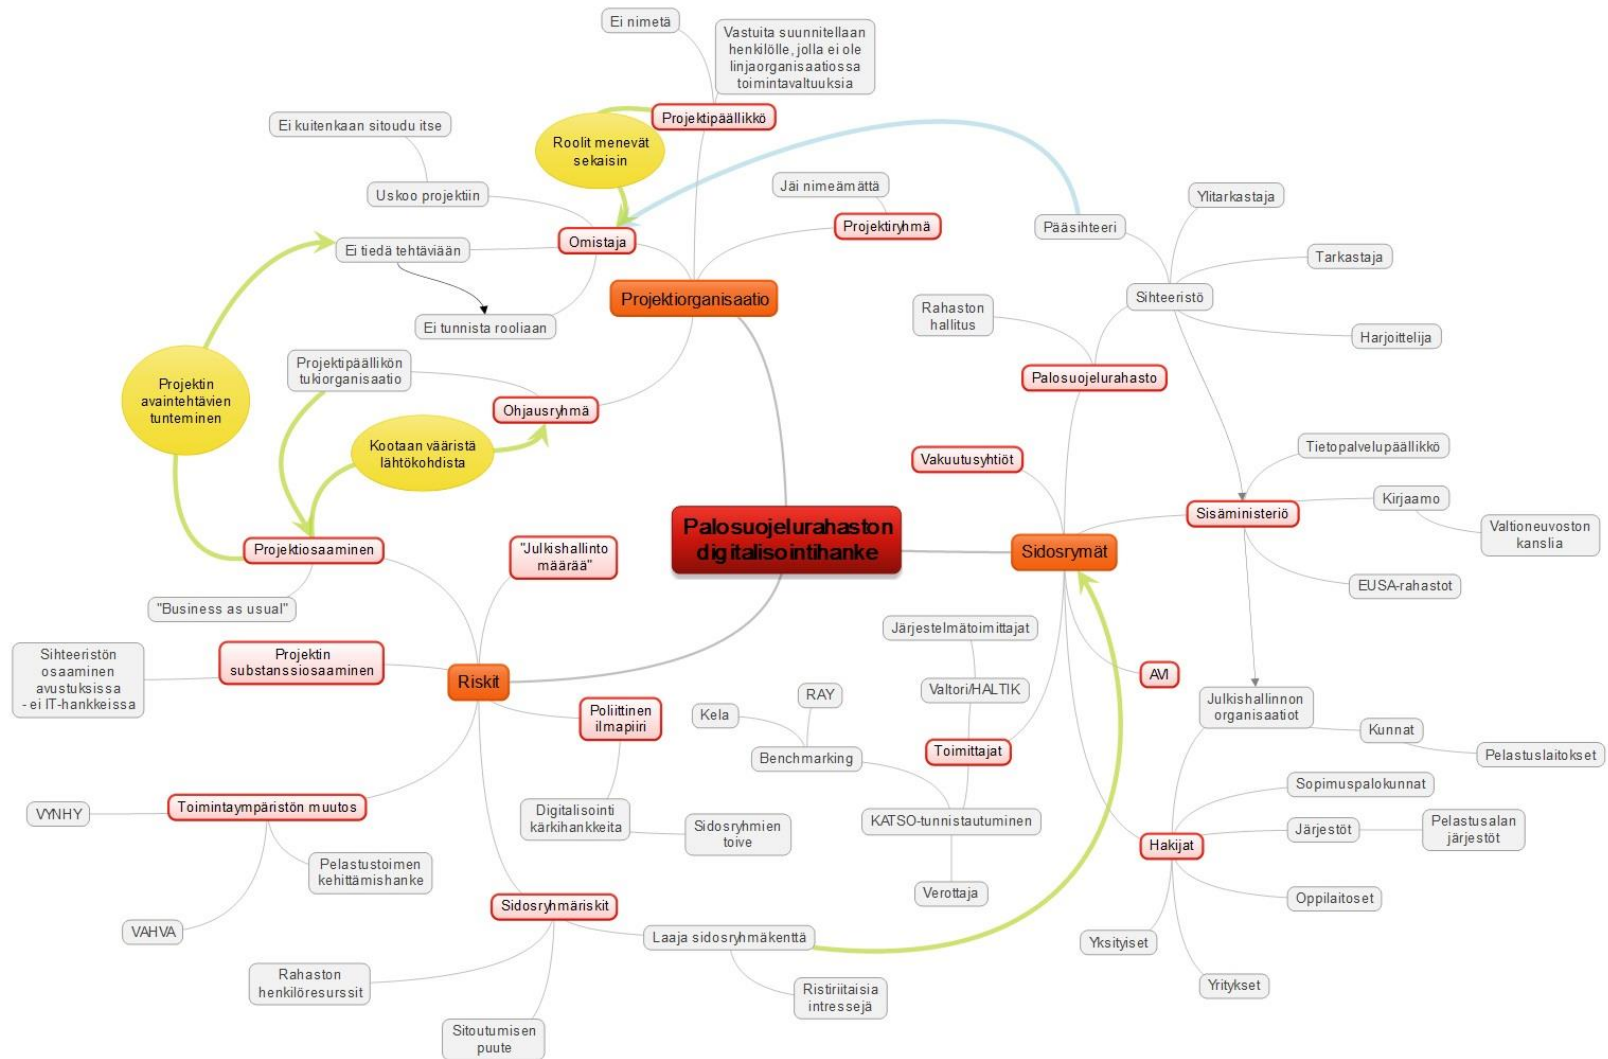 Ei nimetä
Vastuita suunnitellaan
henkilölle, jolla ei ole
linjaorganisaatiossa
toimintavaltuuksia
Projektipäällikkö
Ei kuitenkaan sitoudu itse
Roolit menevät
sekaisin
Uskoo projektiin
Jäi nimeämättä
Projektiryhmä
Omistaja
Ei tiedä tehtäviään
Ei tunnista rooliaan
Projektiorganisaatio
Projektin
avaintehtävien
tunteminen
Projektipäällikön
tukiorganisaatio
Ohjausryhmä
Kootaan vääristä
lähtökohdista
Pääsihteeri
Ylitarkastaja
Tarkastaja
Sihteeristö
Harjoittelija
Rahaston
hallitus
Palosuojelurahasto
Vakuutusyhtiöt
Tietopalvelupäällikkö
Sisäministeriö
Kirjaamo
Valtioneuvoston
kanslia
EUSA-rahastot
Palosuojelurahaston
digitalisointihanke
Sidosrymät
Projektiosaaminen
"Julkishallinto
määrää"
"Business as usual"
Projektin
substanssiosaaminen
Sihteeristön
osaaminen
avustuksissa
- ei IT-hankkeissa
Riskit
Poliittinen
ilmapiiri
Digitalisointi
kärkihankkeita
Sidosryhmien
toive
Toimintaympäristön muutos
VYNHY
Pelastustoimen
kehittämishanke
VAHVA
Sidosryhmäriskit
Laaja sidosryhmäkenttä
Ristiriitaisia
intressejä
Rahaston
henkilöresurssit
Sitoutumisen
puute
Järjestelmätoimittajat
Valtori/HALTIK
RAY
Kela
Benchmarking
Toimittajat
KATSO-tunnistautuminen
Verottaja
AVI
Julkishallinnon
organisaatiot
Kunnat
Pelastuslaitokset
Sopimuspalokunnat
Järjestöt
Pelastusalan
järjestöt
Hakijat
Oppilaitoset
Yksityiset
Yritykset